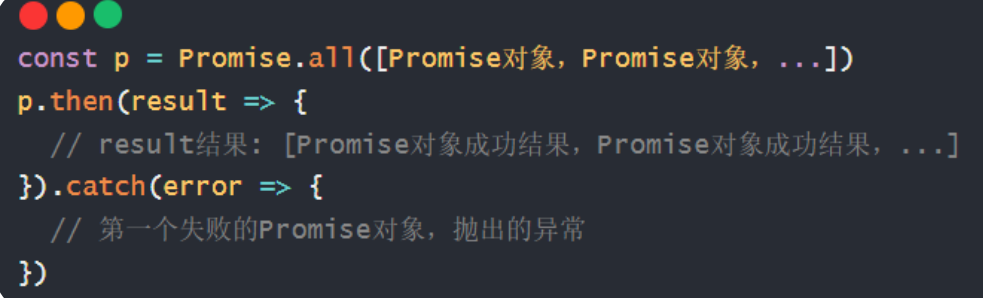 const p = Promise.all([Promise对象，Promise对象，...])
p.then(result => {
  // result结果: [Promise对象成功结果，Promise对象成功结果，...]
}).catch(error => {
  // 第一个失败的Promise对象，抛出的异常
})